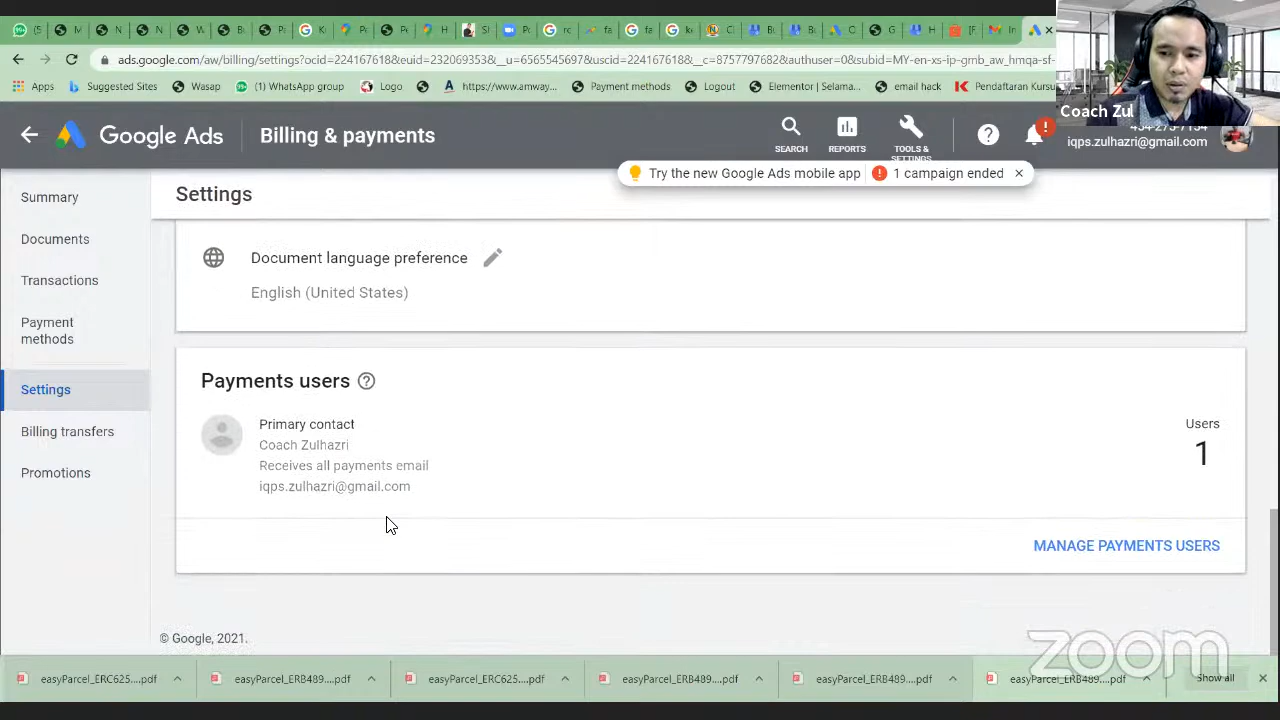 ads.google.com/aw/billing/settings?ocid=2241676618&euid=232065953&__u=6565545697&uscid=2241676618&__c=8757797682&authuser=0&subid=MY-en-xs-ip-gmb_aw_hmqa-sf-
Apps
Suggested Sites
Wasap
(1) WhatsApp group
Logo
https://www.amway...
Payment methods
Logout
Elementor | Selama...
email hack
Pendaftaran Kursu
Coach Zul
Google Ads
Billing & payments
SEARCH
REPORTS
TOOLS & SETTINGS
iqps.zulhazri@gmail.com
Try the new Google Ads mobile app
1 campaign ended
Summary
Documents
Transactions
Payment
methods
Settings
Billing transfers
Promotions
Settings
Document language preference
English (United States)
Payments users
Primary contact
Coach Zulhazri
Receives all payments email
iqps.zulhazri@gmail.com
Users
1
MANAGE PAYMENTS USERS
© Google, 2021.
zoom
easyParcel_ERC625....pdf
easyParcel_ERB489....pdf
easyParcel_ERC625....pdf
easyParcel_ERB489....pdf
easyParcel_ERB489....pdf
easyParcel_ERB489....pdf
Show all